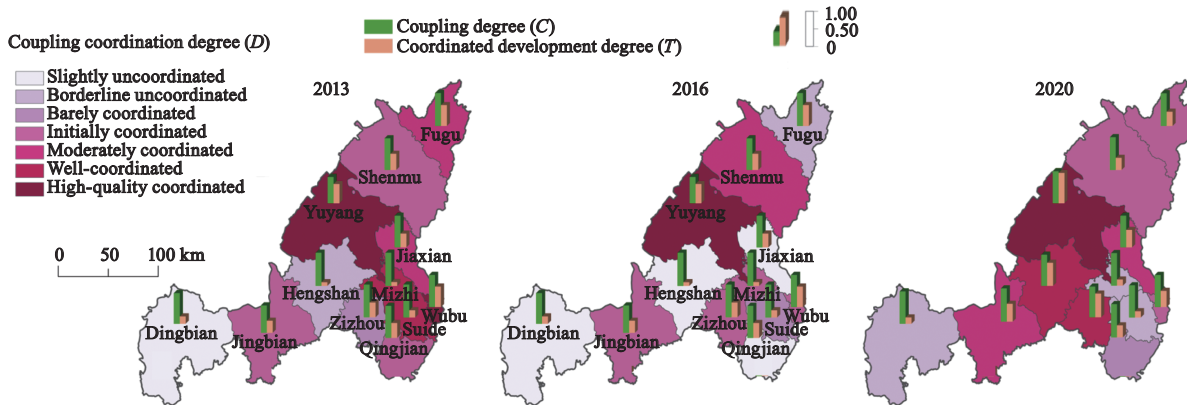 Coupling coordination degree (D)
Slightly uncoordinated
Borderline uncoordinated
Barely coordinated
Initially coordinated
Moderately coordinated
Well-coordinated
High-quality coordinated
Coupling degree (C)
Coordinated development degree (T)
1.00
0.50
0
0 50 100 km
2013
Fugu
Shenmu
Yuyang
Jiaxian
Hengshan
Mizhi
Wubu
Zizhou
Suide
Dingbian
Jingbian
Qingjian
2016
Fugu
Shenmu
Yuyang
Jiaxian
Hengshan
Mizhi
Wubu
Zizhou
Suide
Dingbian
Jingbian
Qingjian
2020